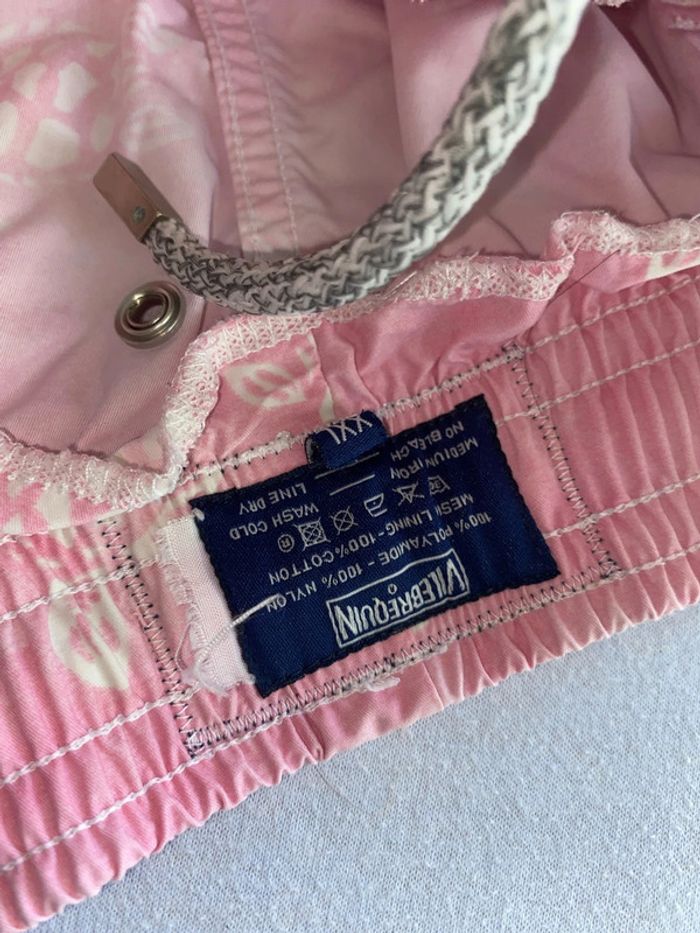 VILEBREQUIN
100% POLYAMIDE - 100% NYLON
MESH LINING-100% COTTON
WASH COLD
LINE DRY
MEDIUM IRON
NO BLEACH
XXL